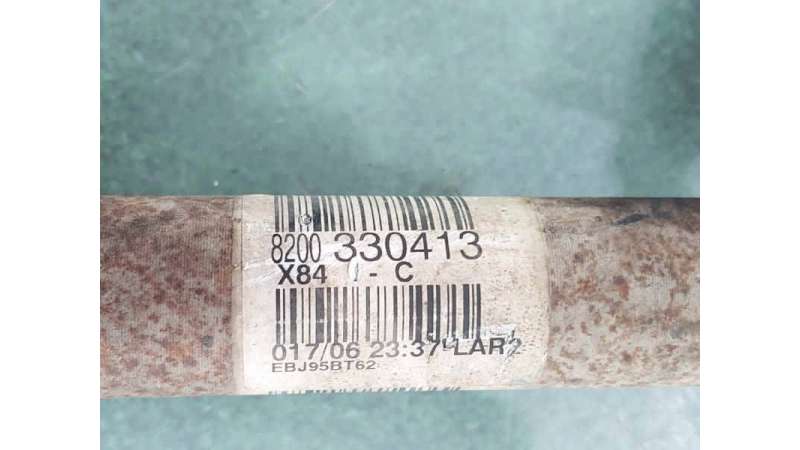 8200 330413
X84 - C
017/06 23:37 LAR2
EBJ95BT62